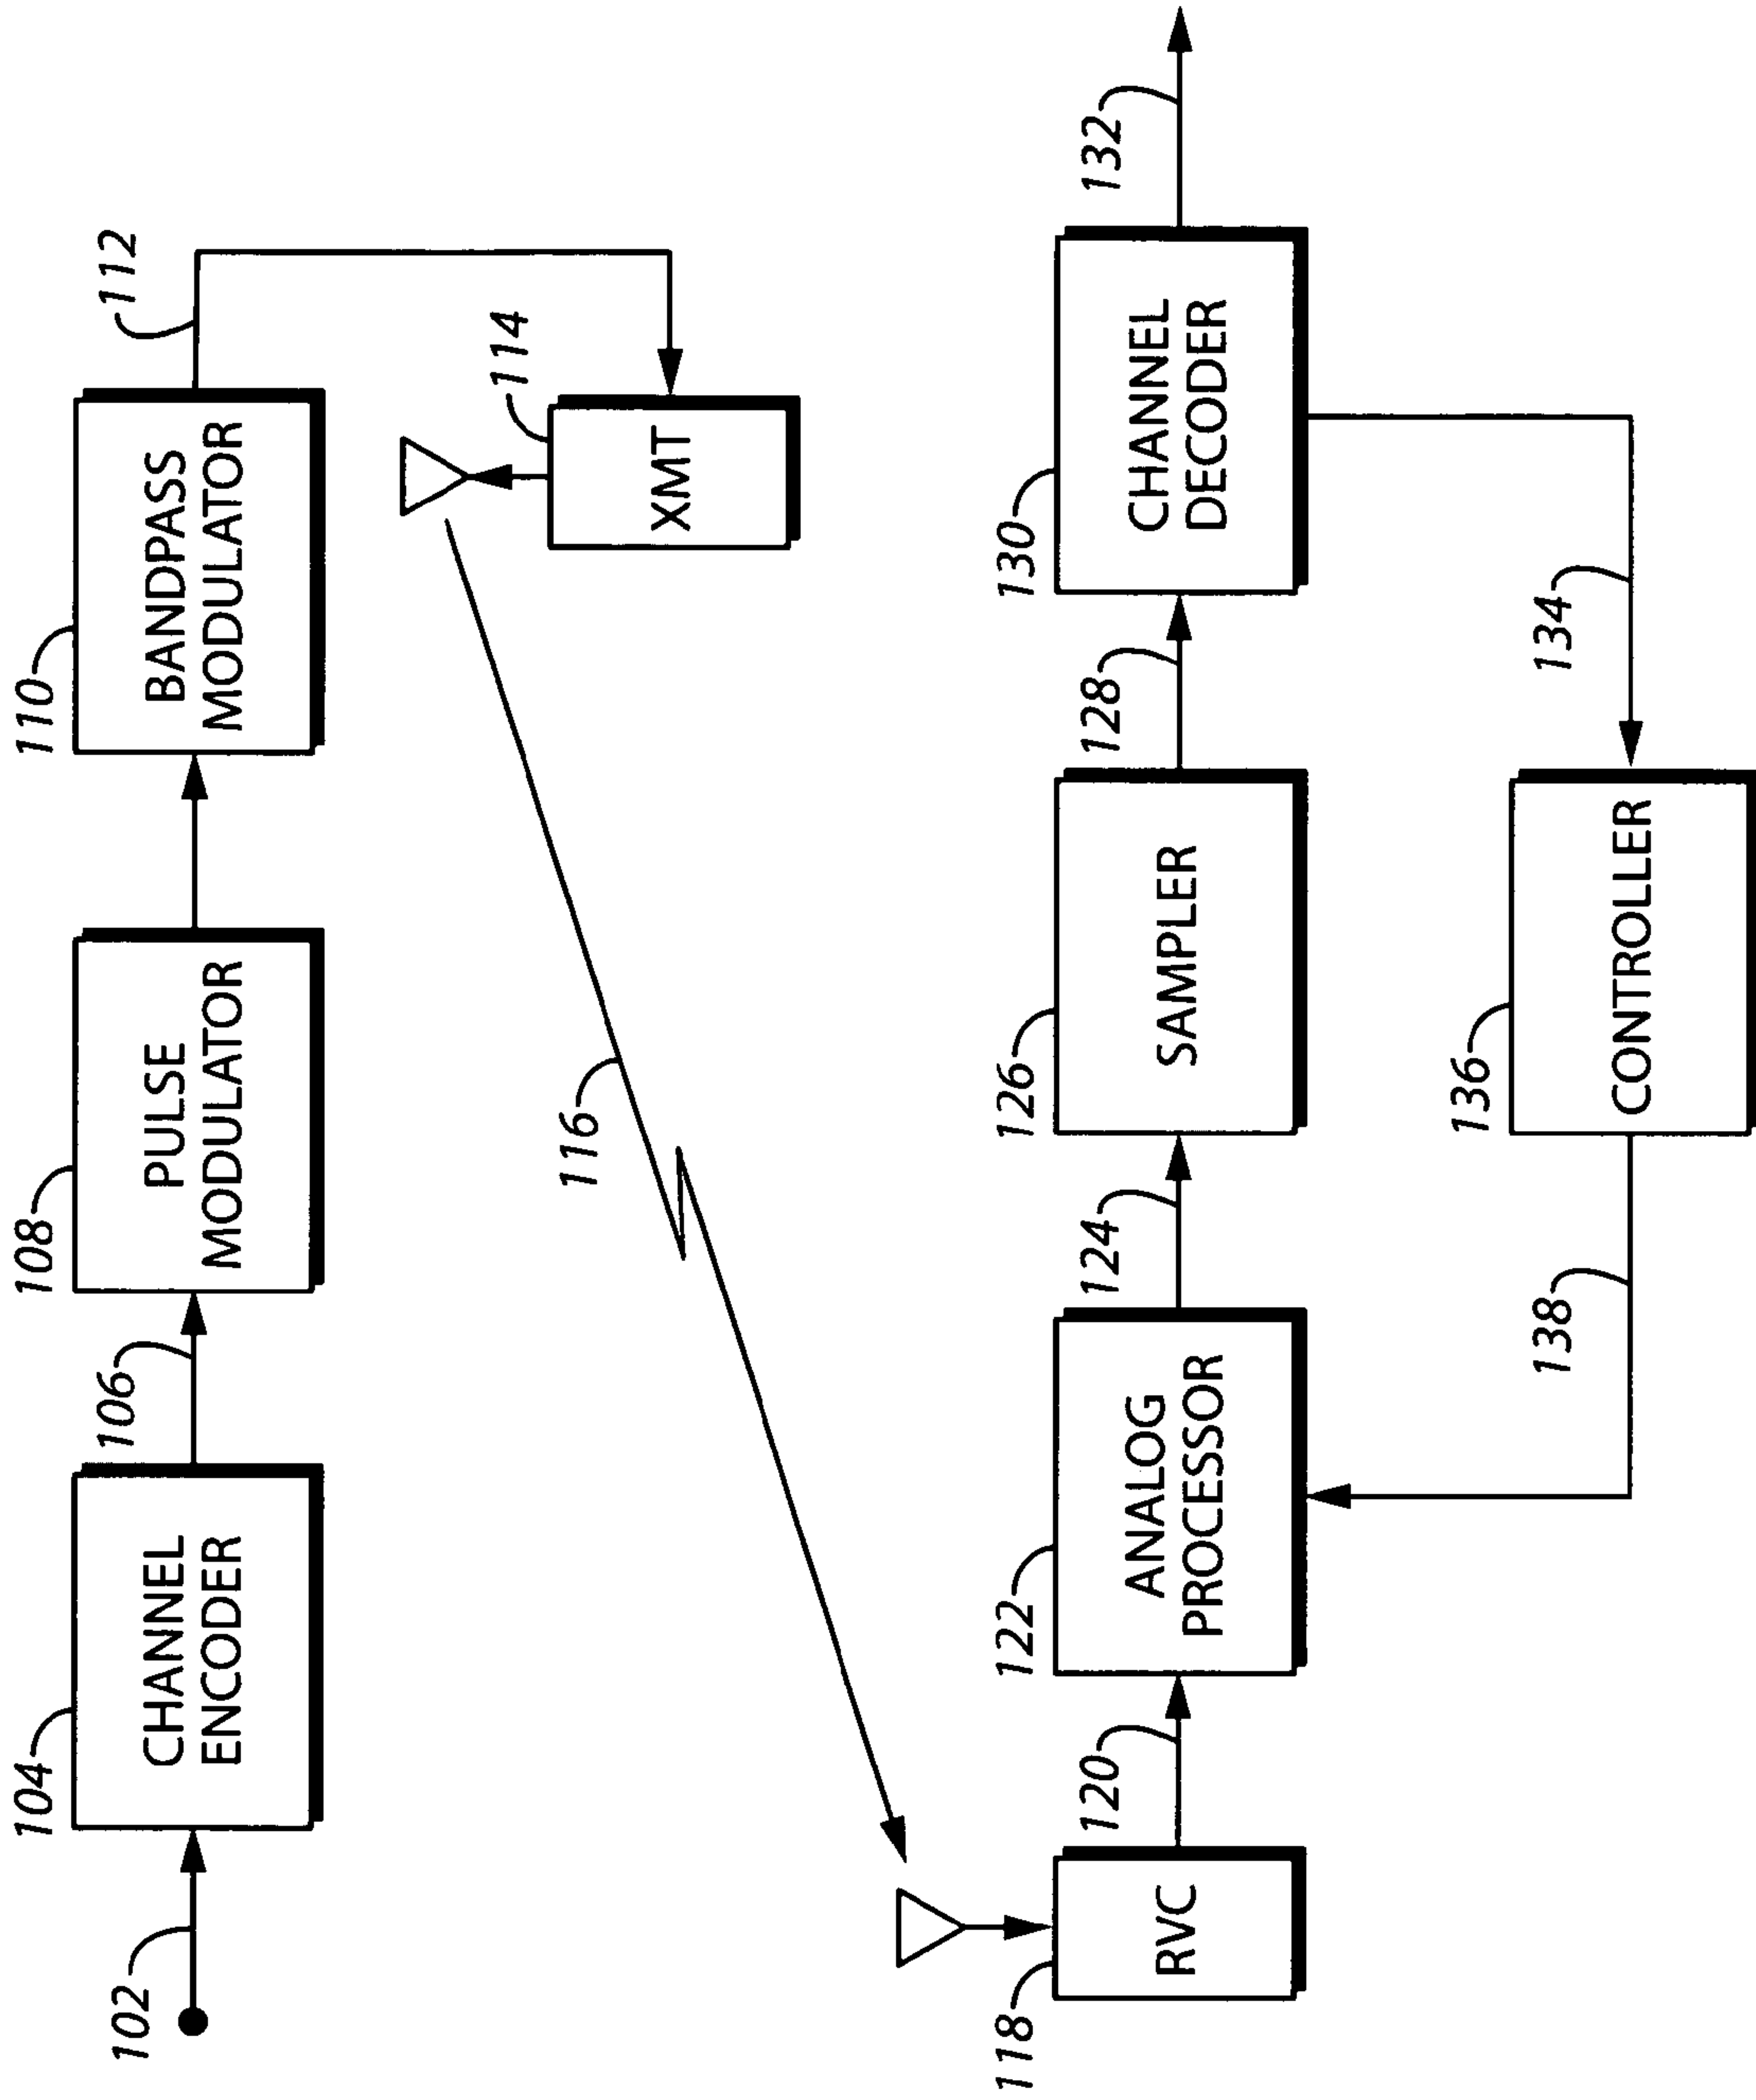 102
104
CHANNEL
ENCODER
106
108
PULSE
MODULATOR
110
BANDPASS
MODULATOR
112
114
XMT
116
118
RVC
120
122
ANALOG
PROCESSOR
124
126
SAMPLER
128
130
CHANNEL
DECODER
132
134
136
CONTROLLER
138